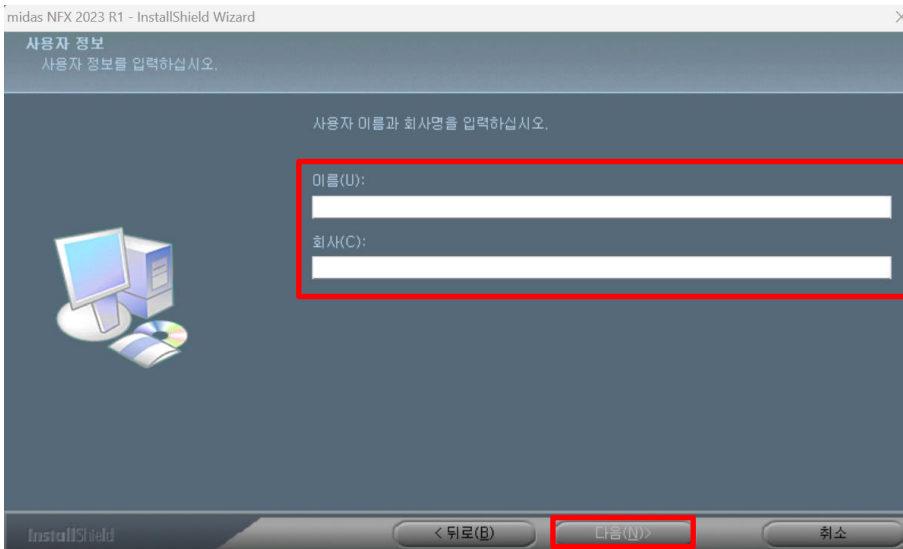 midas NFX 2023 R1 - InstallShield Wizard
사용자 정보
사용자 정보를 입력하십시오.
사용자 이름과 회사명을 입력하십시오.
이름(U):
회사(C):
InstallShield
< 뒤로(B)
다음(N)>
취소